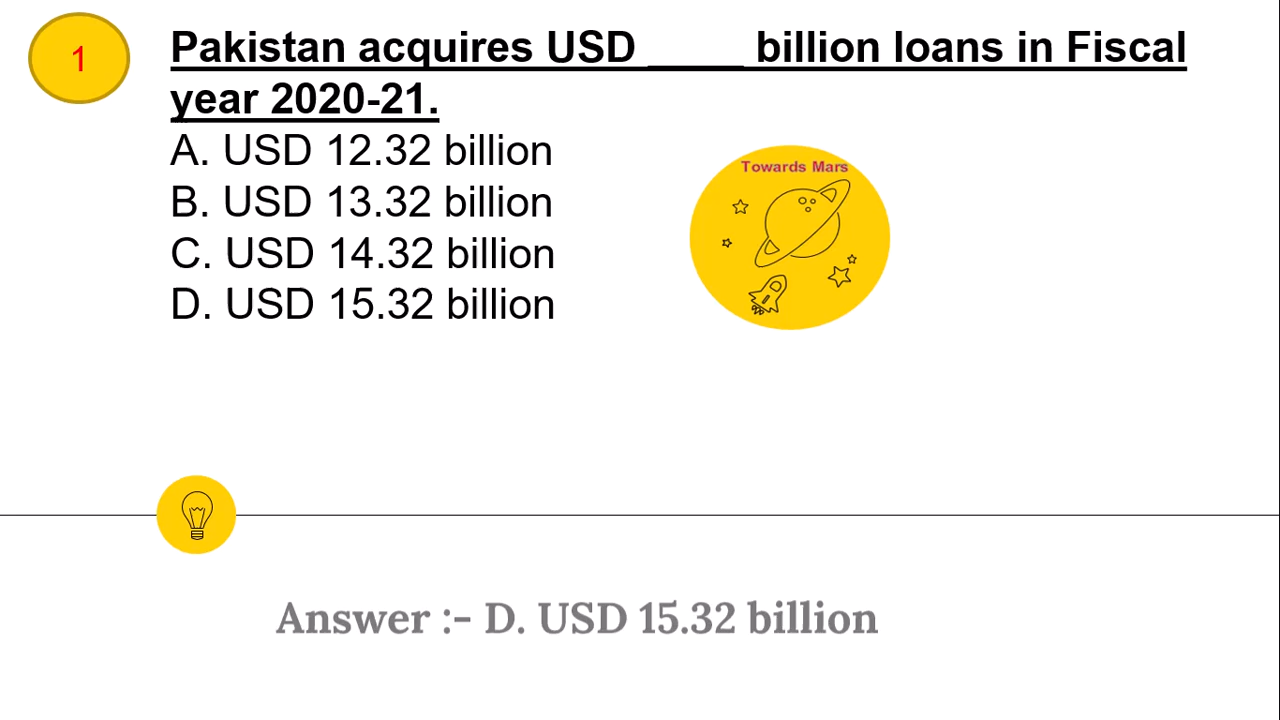 1
Pakistan acquires USD ____ billion loans in Fiscal
year 2020-21.
A. USD 12.32 billion
B. USD 13.32 billion
C. USD 14.32 billion
D. USD 15.32 billion
Towards Mars
Answer :- D. USD 15.32 billion